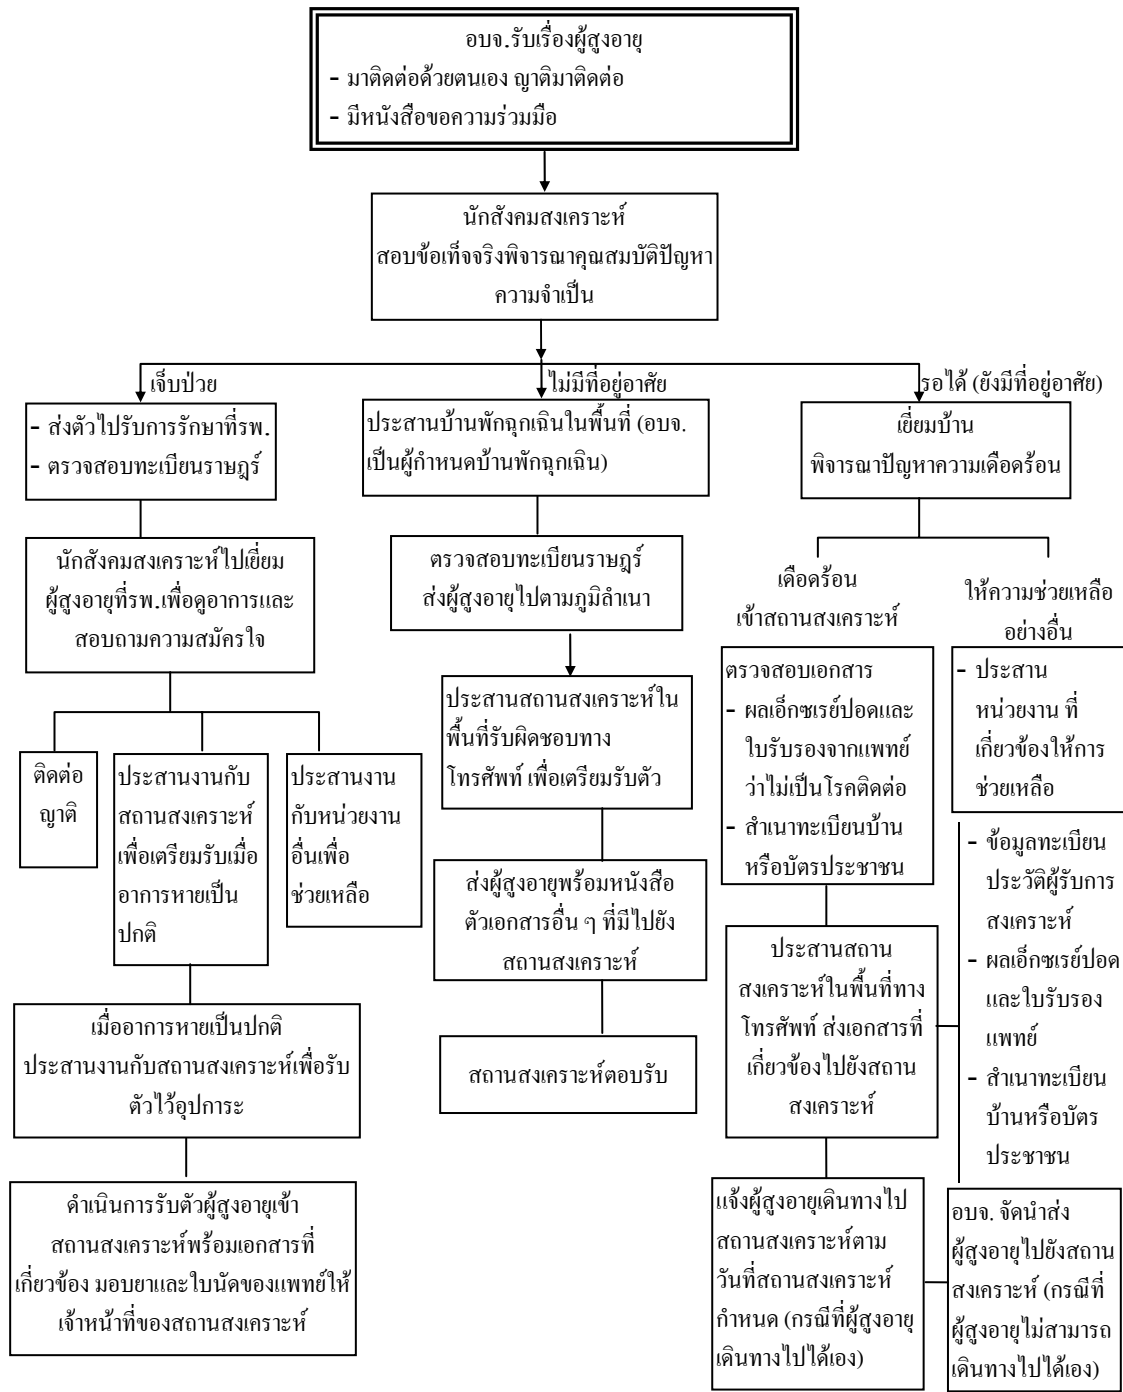 อบจ.รับเรื่องผู้สูงอายุ
- มาติดต่อด้วยตนเอง ญาติมาติดต่อ
- มีหนังสือขอความร่วมมือ
นักสังคมสงเคราะห์
สอบข้อเท็จจริงพิจารณาคุณสมบัติปัญหา
ความจำเป็น
เจ็บป่วย
- ส่งตัวไปรับการรักษาที่รพ.
- ตรวจสอบทะเบียนราษฎร์
นักสังคมสงเคราะห์ไปเยี่ยม
ผู้สูงอายุที่รพ.เพื่อดูอาการและ
สอบถามความสมัครใจ
ติดต่อ
ญาติ
ประสานงานกับ
สถานสงเคราะห์
เพื่อเตรียมรับเมื่อ
อาการหายเป็น
ปกติ
ประสานงาน
กับหน่วยงาน
อื่นเพื่อ
ช่วยเหลือ
เมื่ออาการหายเป็นปกติ
ประสานงานกับสถานสงเคราะห์เพื่อรับ
ตัวไว้อุปการะ
ดำเนินการรับตัวผู้สูงอายุเข้า
สถานสงเคราะห์พร้อมเอกสารที่
เกี่ยวข้อง มอบยาและใบนัดของแพทย์ให้
เจ้าหน้าที่ของสถานสงเคราะห์
ไม่มีที่อยู่อาศัย
ประสานบ้านพักฉุกเฉินในพื้นที่ (อบจ.
เป็นผู้กำหนดบ้านพักฉุกเฉิน)
ตรวจสอบทะเบียนราษฎร์
ส่งผู้สูงอายุไปตามภูมิลำเนา
ประสานสถานสงเคราะห์ใน
พื้นที่รับผิดชอบทาง
โทรศัพท์ เพื่อเตรียมรับตัว
ส่งผู้สูงอายุพร้อมหนังสือ
ตัวเอกสารอื่น ๆ ที่มีไปยัง
สถานสงเคราะห์
สถานสงเคราะห์ตอบรับ
รอได้ (ยังมีที่อยู่อาศัย)
เยี่ยมบ้าน
พิจารณาปัญหาความเดือดร้อน
เดือดร้อน
เข้าสถานสงเคราะห์
ตรวจสอบเอกสาร
- ผลเอ็กซเรย์ปอดและ
ใบรับรองจากแพทย์
ว่าไม่เป็นโรคติดต่อ
- สำเนาทะเบียนบ้าน
หรือบัตรประชาชน
ประสานสถาน
สงเคราะห์ในพื้นที่ทาง
โทรศัพท์ ส่งเอกสารที่
เกี่ยวข้องไปยังสถาน
สงเคราะห์
แจ้งผู้สูงอายุเดินทางไป
สถานสงเคราะห์ตาม
วันที่สถานสงเคราะห์
กำหนด (กรณีที่ผู้สูงอายุ
เดินทางไปได้เอง)
ให้ความช่วยเหลือ
อย่างอื่น
- ประสาน
หน่วยงาน ที่
เกี่ยวข้องให้การ
ช่วยเหลือ
- ข้อมูลทะเบียน
ประวัติผู้รับการ
สงเคราะห์
- ผลเอ็กซเรย์ปอด
และใบรับรอง
แพทย์
- สำเนาทะเบียน
บ้านหรือบัตร
ประชาชน
อบจ. จัดนำส่ง
ผู้สูงอายุไปยังสถาน
สงเคราะห์ (กรณีที่
ผู้สูงอายุไม่สามารถ
เดินทางไปได้เอง)